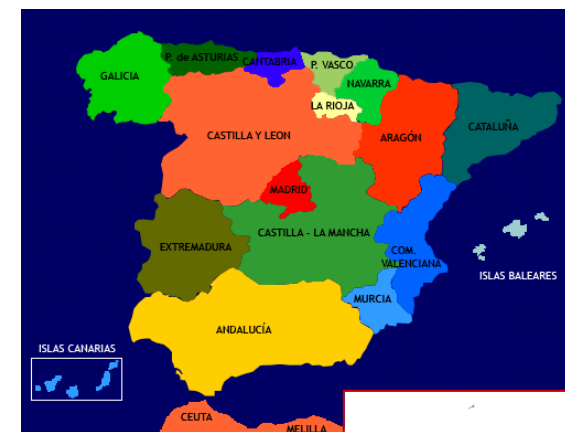 P. de ASTURIAS
CANTABRIA
P. VASCO
GALICIA
NAVARRA
LA RIOJA
CASTILLA Y LEON
ARAGÓN
CATALUÑA
MADRID
EXTREMADURA
CASTILLA - LA MANCHA
COM.
VALENCIANA
ISLAS BALEARES
MURCIA
ANDALUCÍA
ISLAS CANARIAS
CEUTA
MELILLA